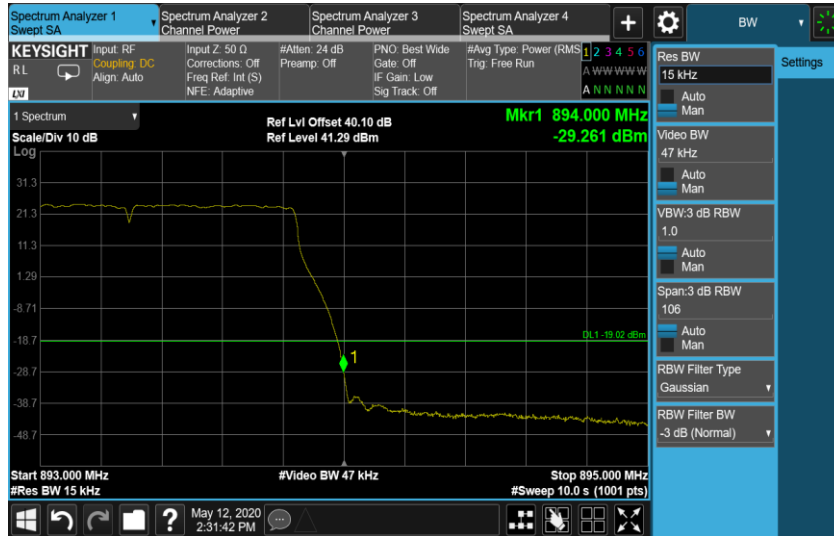 Spectrum Analyzer 1
Swept SA
Spectrum Analyzer 2
Channel Power
Spectrum Analyzer 3
Channel Power
Spectrum Analyzer 4
Swept SA
+
BW
KEYSIGHT
RL
LXI
Input: RF
Coupling: DC
Align: Auto
Input Z: 50 Ω
Corrections: Off
Freq Ref: Int (S)
NFE: Adaptive
#Atten: 24 dB
Preamp: Off
PNO: Best Wide
Gate: Off
IF Gain: Low
Sig Track: Off
#Avg Type: Power (RMS
Trig: Free Run
1 2 3 4 5 6
A W W W W W
A N N N N N
1 Spectrum
Scale/Div 10 dB
Log
Ref Lvl Offset 40.10 dB
Ref Level 41.29 dBm
Mkr1 894.000 MHz
-29.261 dBm
31.3
21.3
11.3
1.29
-8.71
-18.7
-28.7
-38.7
-48.7
DL1 -19.02 dBm
1
Start 893.000 MHz
#Res BW 15 kHz
#Video BW 47 kHz
Stop 895.000 MHz
#Sweep 10.0 s (1001 pts)
?
May 12, 2020
2:31:42 PM
Res BW
15 kHz
Auto
Man
Video BW
47 kHz
Auto
Man
VBW:3 dB RBW
1.0
Auto
Man
Span:3 dB RBW
106
Auto
Man
RBW Filter Type
Gaussian
RBW Filter BW
-3 dB (Normal)
Settings